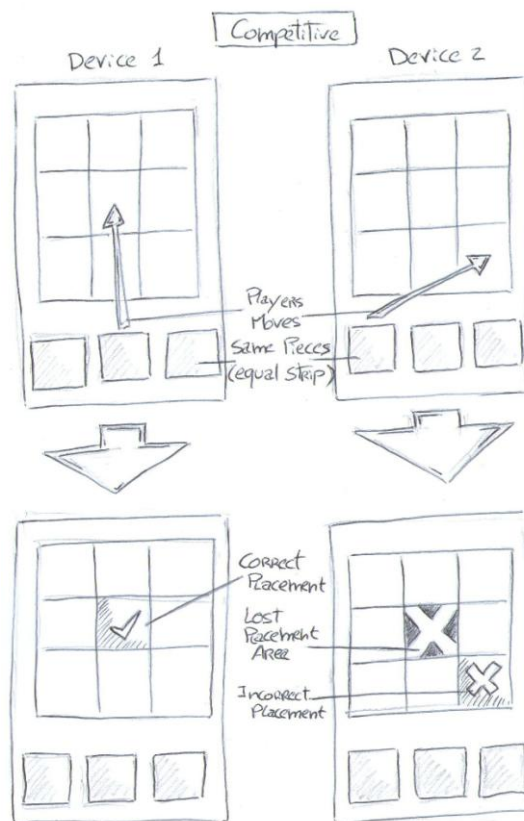 Competitive
Device 1
Device 2
Players
Moves
Same Pieces
(equal strip)
Correct
Placement
Lost
Placement
Area
Incorrect
Placement